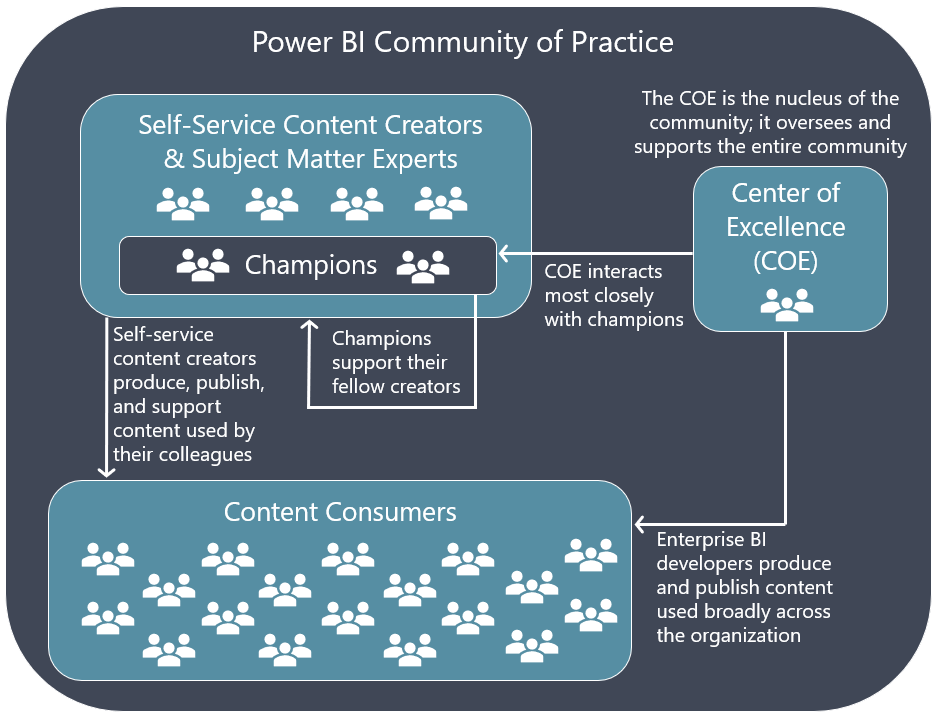 Power BI Community of Practice
Self-Service Content Creators
& Subject Matter Experts
Champions
The COE is the nucleus of the
community; it oversees and
supports the entire community
Center of
Excellence
(COE)
COE interacts
most closely
with champions
Self-service
content creators
produce, publish,
and support
content used by
their colleagues
Champions
support their
fellow creators
Content Consumers
Enterprise BI
developers produce
and publish content
used broadly across
the organization